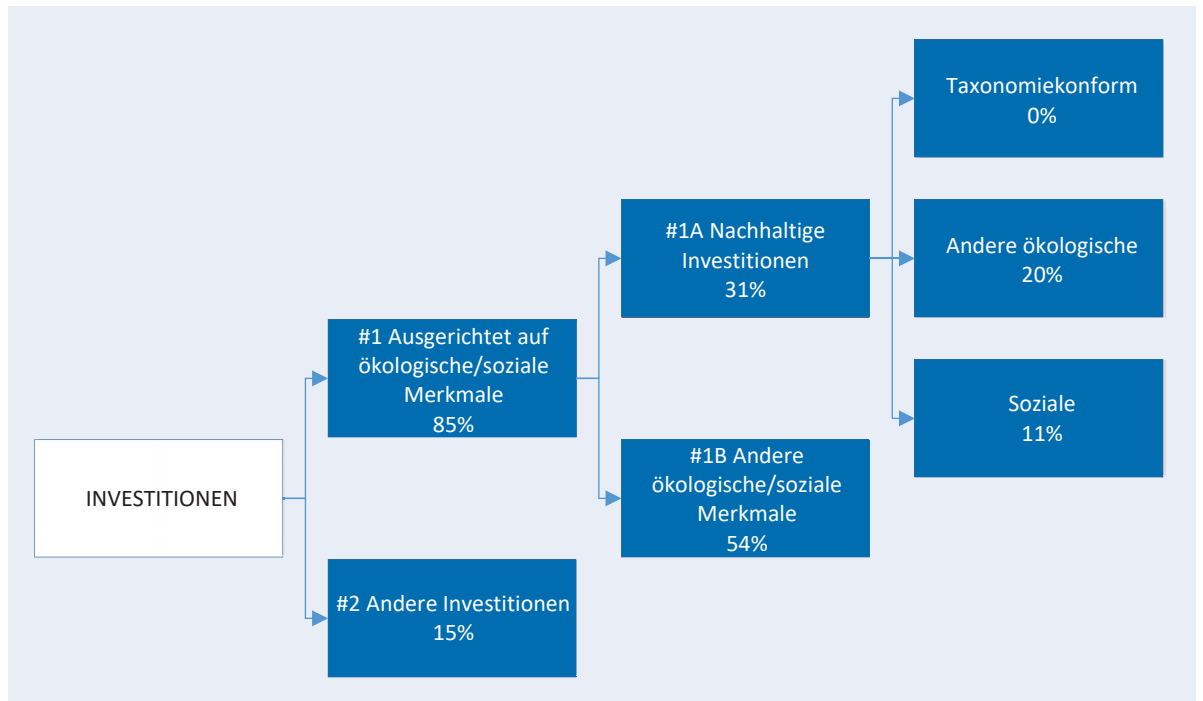 INVESTITIONEN
#1 Ausgerichtet auf
ökologische/soziale
Merkmale
85%
#2 Andere Investitionen
15%
#1A Nachhaltige
Investitionen
31%
#1B Andere
ökologische/soziale
Merkmale
54%
Taxonomiekonform
0%
Andere ökologische
20%
Soziale
11%